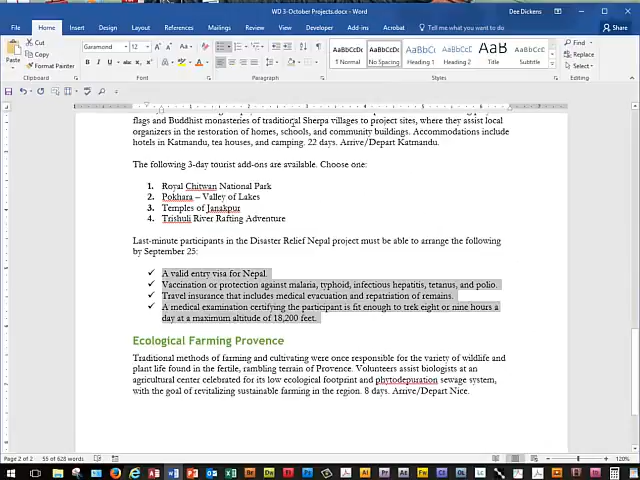 WD 3- October Projects.docx - Word
Dee Dickens
File Home Insert Draw Design Layout References Mailings Review View Developer Add-ins Acrobat Tell me what you want to do Share
Cut
Copy
Format Painter
Paste
Garamond 12
Clipboard Font Paragraph Styles Editing
AaBbCcDc AaBbCcDc AaBbCc AaBbCc AaB AaBbCcD
1 Normal No Spacing Heading 1 Heading 2 Title Subtitle
Find
Replace
Select
flags and Buddhist monasteries of traditional Sherpa villages to project sites, where they assist local
organizers in the restoration of homes, schools, and community buildings. Accommodations include
hotels in Katmandu, tea houses, and camping. 22 days. Arrive/Depart Katmandu.
The following 3-day tourist add-ons are available. Choose one:
1. Royal Chitwan National Park
2. Pokhara – Valley of Lakes
3. Temples of Janakpur
4. Trishuli River Rafting Adventure
Last-minute participants in the Disaster Relief Nepal project must be able to arrange the following
by September 25:
✓ A valid entry visa for Nepal.
✓ Vaccination or protection against malaria, typhoid, infectious hepatitis, tetanus, and polio.
✓ Travel insurance that includes medical evacuation and repatriation of remains.
✓ A medical examination certifying the participant is fit enough to trek eight or nine hours a
day at a maximum altitude of 18,200 feet.
Ecological Farming Provence
Traditional methods of farming and cultivating were once responsible for the variety of wildlife and
plant life found in the fertile, rambling terrain of Provence. Volunteers assist biologists at an
agricultural center celebrated for its low ecological footprint and phytodepuration sewage system,
with the goal of revitalizing sustainable farming in the region. 8 days. Arrive/Depart Nice.
Page 2 of 2 55 of 628 words 120%